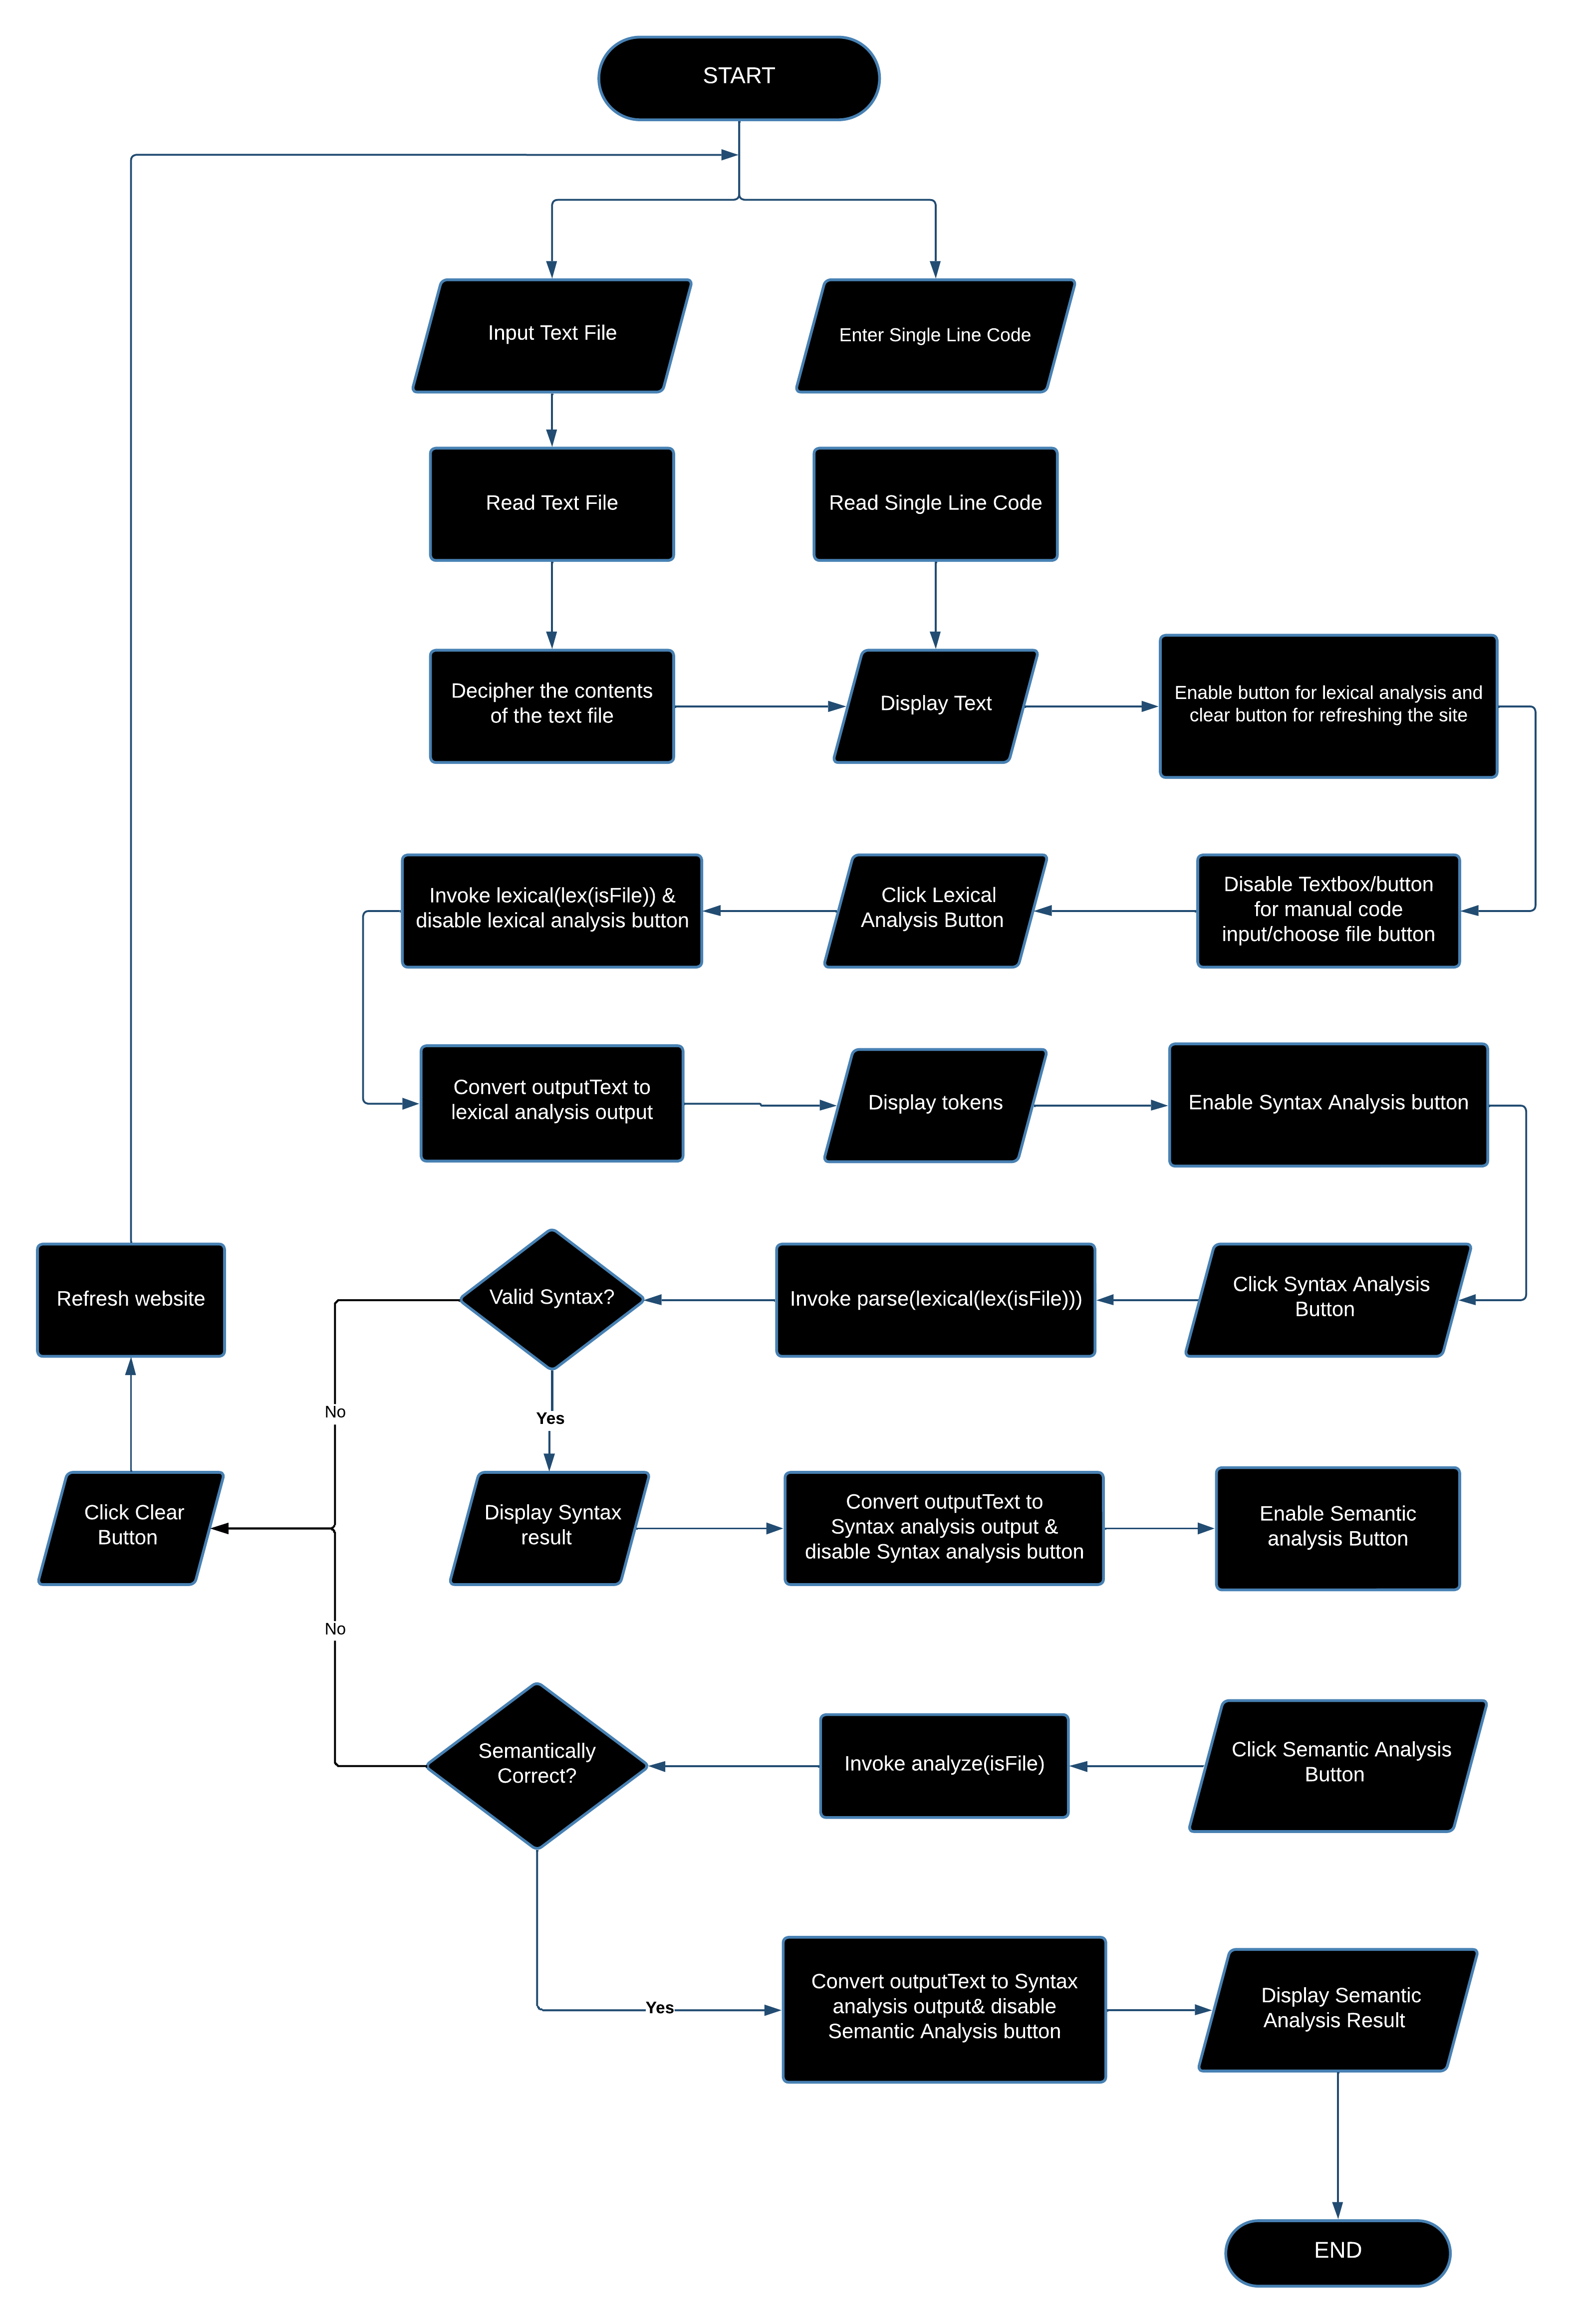 START
Input Text File
Enter Single Line Code
Read Text File
Read Single Line Code
Decipher the contents
of the text file
Display Text
Enable button for lexical analysis and
clear button for refreshing the site
Invoke lexical(lex(isFile)) &
disable lexical analysis button
Click Lexical
Analysis Button
Disable Textbox/button
for manual code
input/choose file button
Convert outputText to
lexical analysis output
Display tokens
Enable Syntax Analysis button
Refresh website
Valid Syntax?
Invoke parse(lexical(lex(isFile)))
Click Syntax Analysis
Button
No
Yes
Click Clear
Button
Display Syntax
result
Convert outputText to
Syntax analysis output &
disable Syntax analysis button
Enable Semantic
analysis Button
No
Semantically
Correct?
Invoke analyze(isFile)
Click Semantic Analysis
Button
Yes
Convert outputText to Syntax
analysis output& disable
Semantic Analysis button
Display Semantic
Analysis Result
END